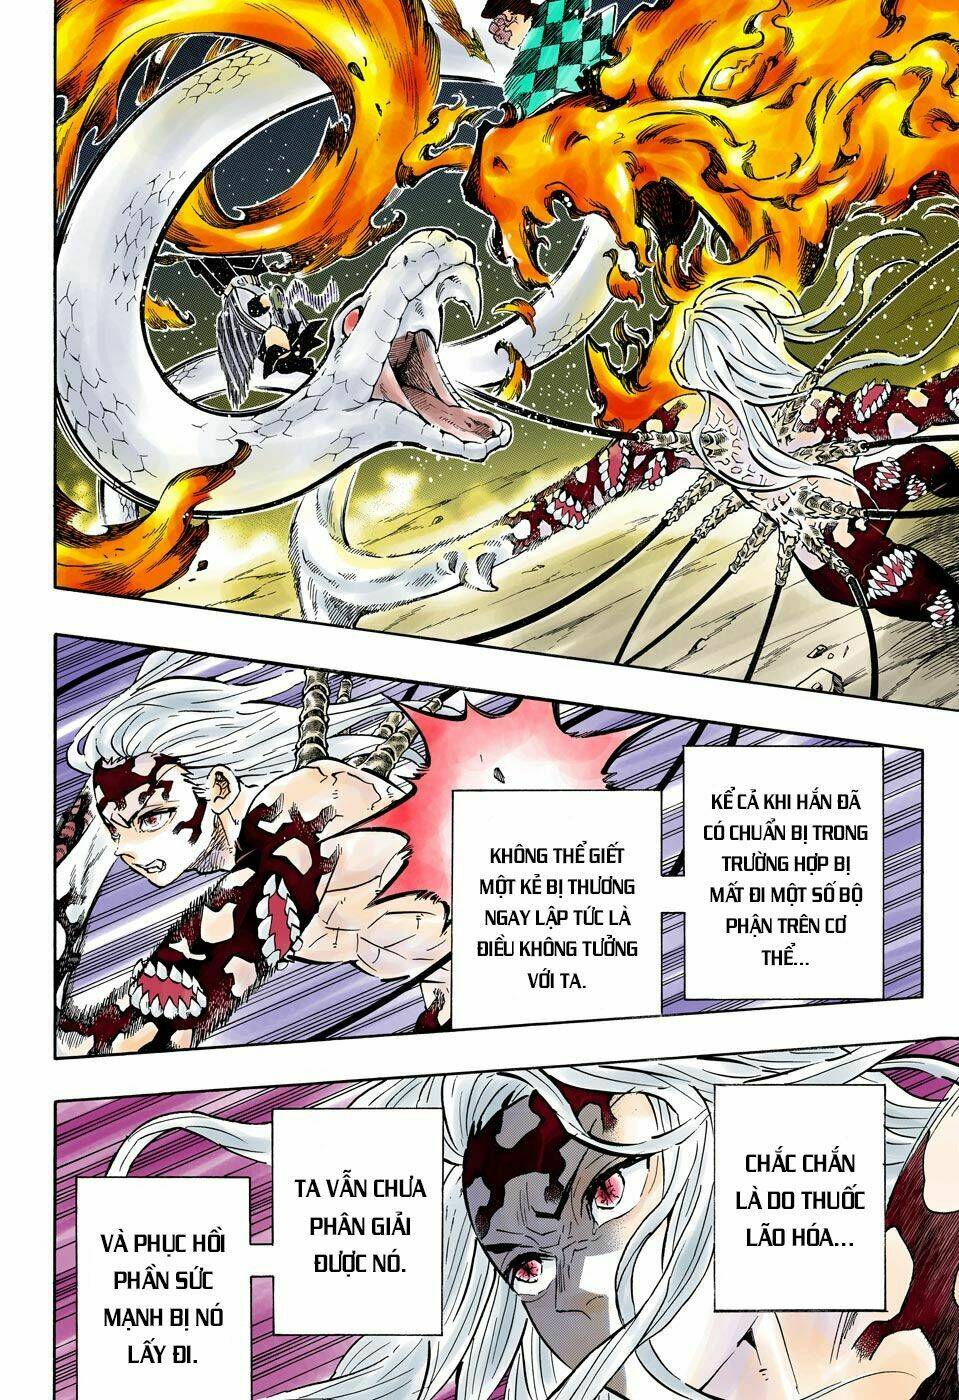 KỂ CẢ KHI HẮN ĐÃ
CÓ CHUẨN BỊ TRONG
TRƯỜNG HỢP BỊ
MẤT ĐI MỘT SỐ BỘ
PHẬN TRÊN CƠ
THỂ...
KHÔNG THỂ GIẾT
MỘT KẺ BỊ THƯƠNG
NGAY LẬP TỨC LÀ
ĐIỀU KHÔNG TƯỞNG
VỚI TA.
CHẮC CHẮN
LÀ DO THUỐC
LÃO HÓA...
TA VẪN CHƯA
PHÂN GIẢI
ĐƯỢC NÓ.
VÀ PHỤC HỒI
PHẦN SỨC
MẠNH BỊ NÓ
LẤY ĐI.